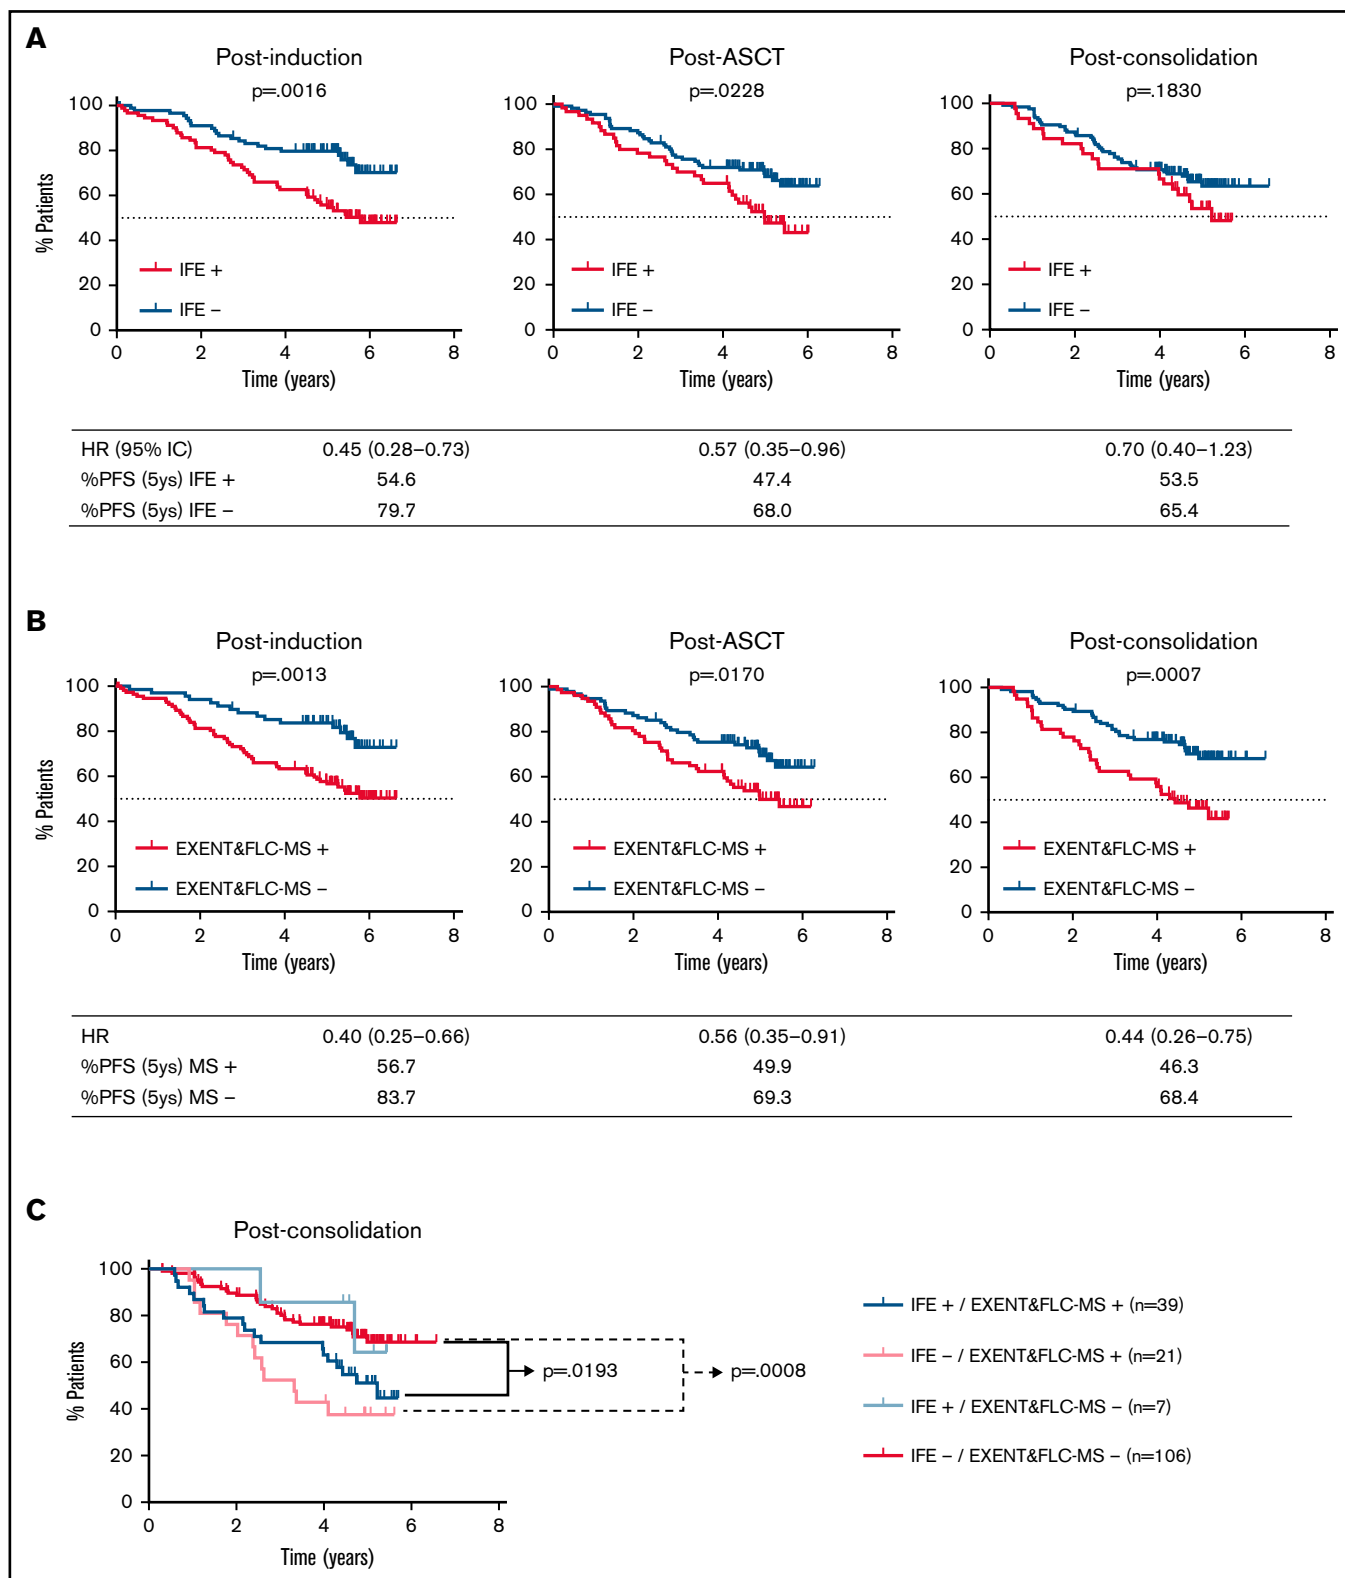 A
Post-induction
p=.0016
100
80
60
40
20
0
% Patients
IFE +
IFE –
0 2 4 6 8
Time (years)
Post-ASCT
p=.0228
100
80
60
40
20
0
IFE +
IFE –
0 2 4 6 8
Time (years)
Post-consolidation
p=.1830
100
80
60
40
20
0
IFE +
IFE –
0 2 4 6 8
Time (years)
HR (95% IC) 0.45 (0.28–0.73) 0.57 (0.35–0.96) 0.70 (0.40–1.23)
%PFS (5ys) IFE + 54.6 47.4 53.5
%PFS (5ys) IFE – 79.7 68.0 65.4
B
Post-induction
p=.0013
100
80
60
40
20
0
% Patients
EXENT&FLC-MS +
EXENT&FLC-MS –
0 2 4 6 8
Time (years)
Post-ASCT
p=.0170
100
80
60
40
20
0
EXENT&FLC-MS +
EXENT&FLC-MS –
0 2 4 6 8
Time (years)
Post-consolidation
p=.0007
100
80
60
40
20
0
EXENT&FLC-MS +
EXENT&FLC-MS –
0 2 4 6 8
Time (years)
HR 0.40 (0.25–0.66) 0.56 (0.35–0.91) 0.44 (0.26–0.75)
%PFS (5ys) MS + 56.7 49.9 46.3
%PFS (5ys) MS – 83.7 69.3 68.4
C
Post-consolidation
100
80
60
40
20
0
% Patients
0 2 4 6 8
Time (years)
p=.0193
p=.0008
IFE + / EXENT&FLC-MS + (n=39)
IFE – / EXENT&FLC-MS + (n=21)
IFE + / EXENT&FLC-MS – (n=7)
IFE – / EXENT&FLC-MS – (n=106)